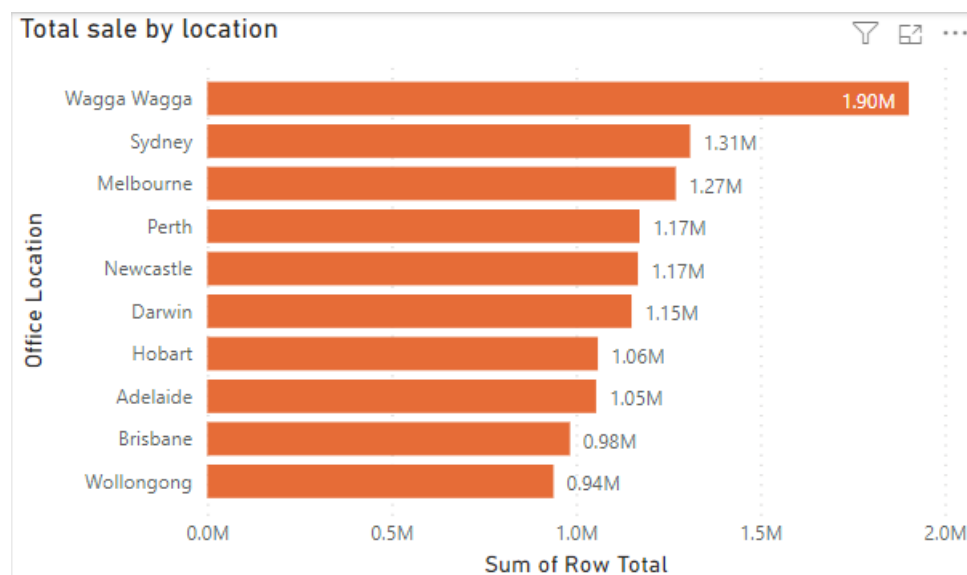 Total sale by location
Office Location
Wagga Wagga 1.90M
Sydney 1.31M
Melbourne 1.27M
Perth 1.17M
Newcastle 1.17M
Darwin 1.15M
Hobart 1.06M
Adelaide 1.05M
Brisbane 0.98M
Wollongong 0.94M
0.0M 0.5M 1.0M 1.5M 2.0M
Sum of Row Total